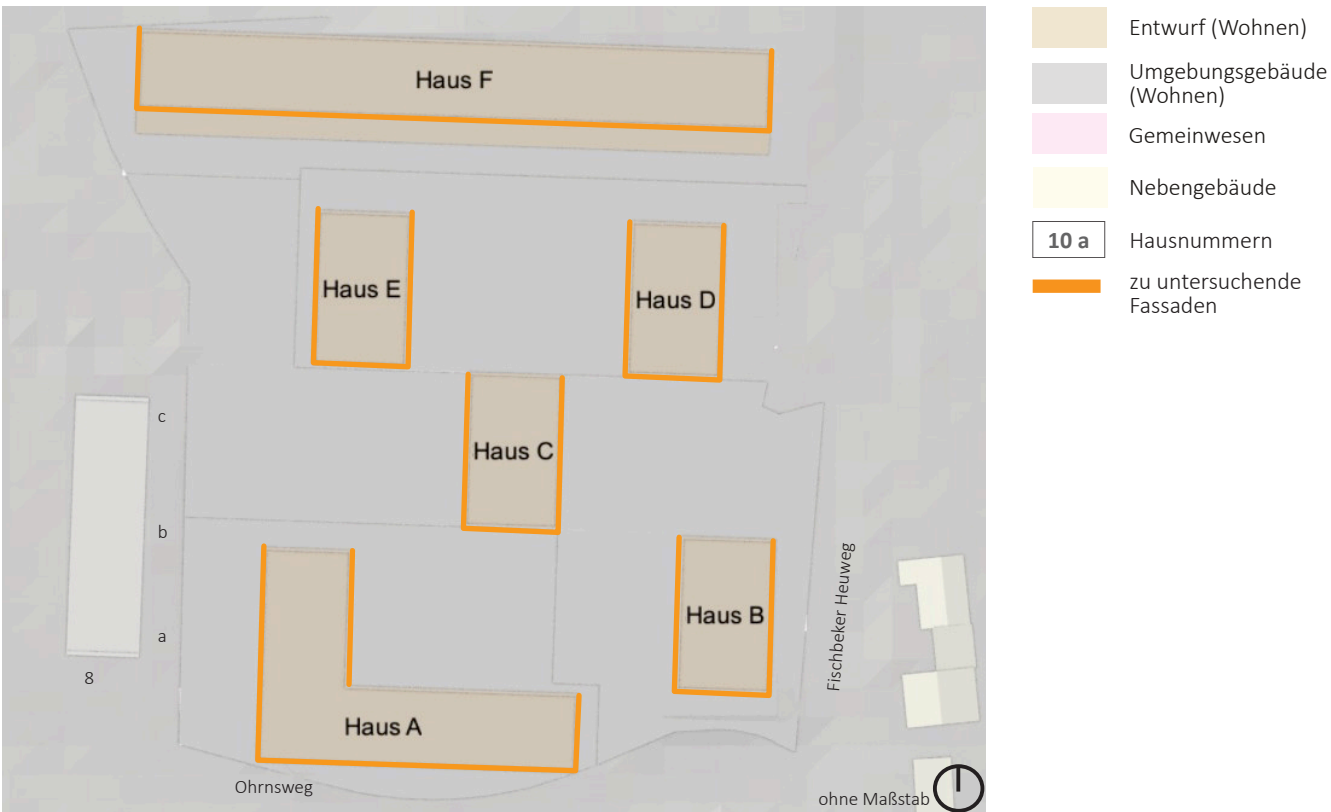 Haus F
Haus E
Haus D
Haus C
Haus B
Haus A
c
b
a
8
Ohrnsweg
Fischbeker Heuweg
ohne Maßstab
Entwurf (Wohnen)
Umgebungsgebäude
(Wohnen)
Gemeinwesen
Nebengebäude
10 a
Hausnummern
zu untersuchende
Fassaden